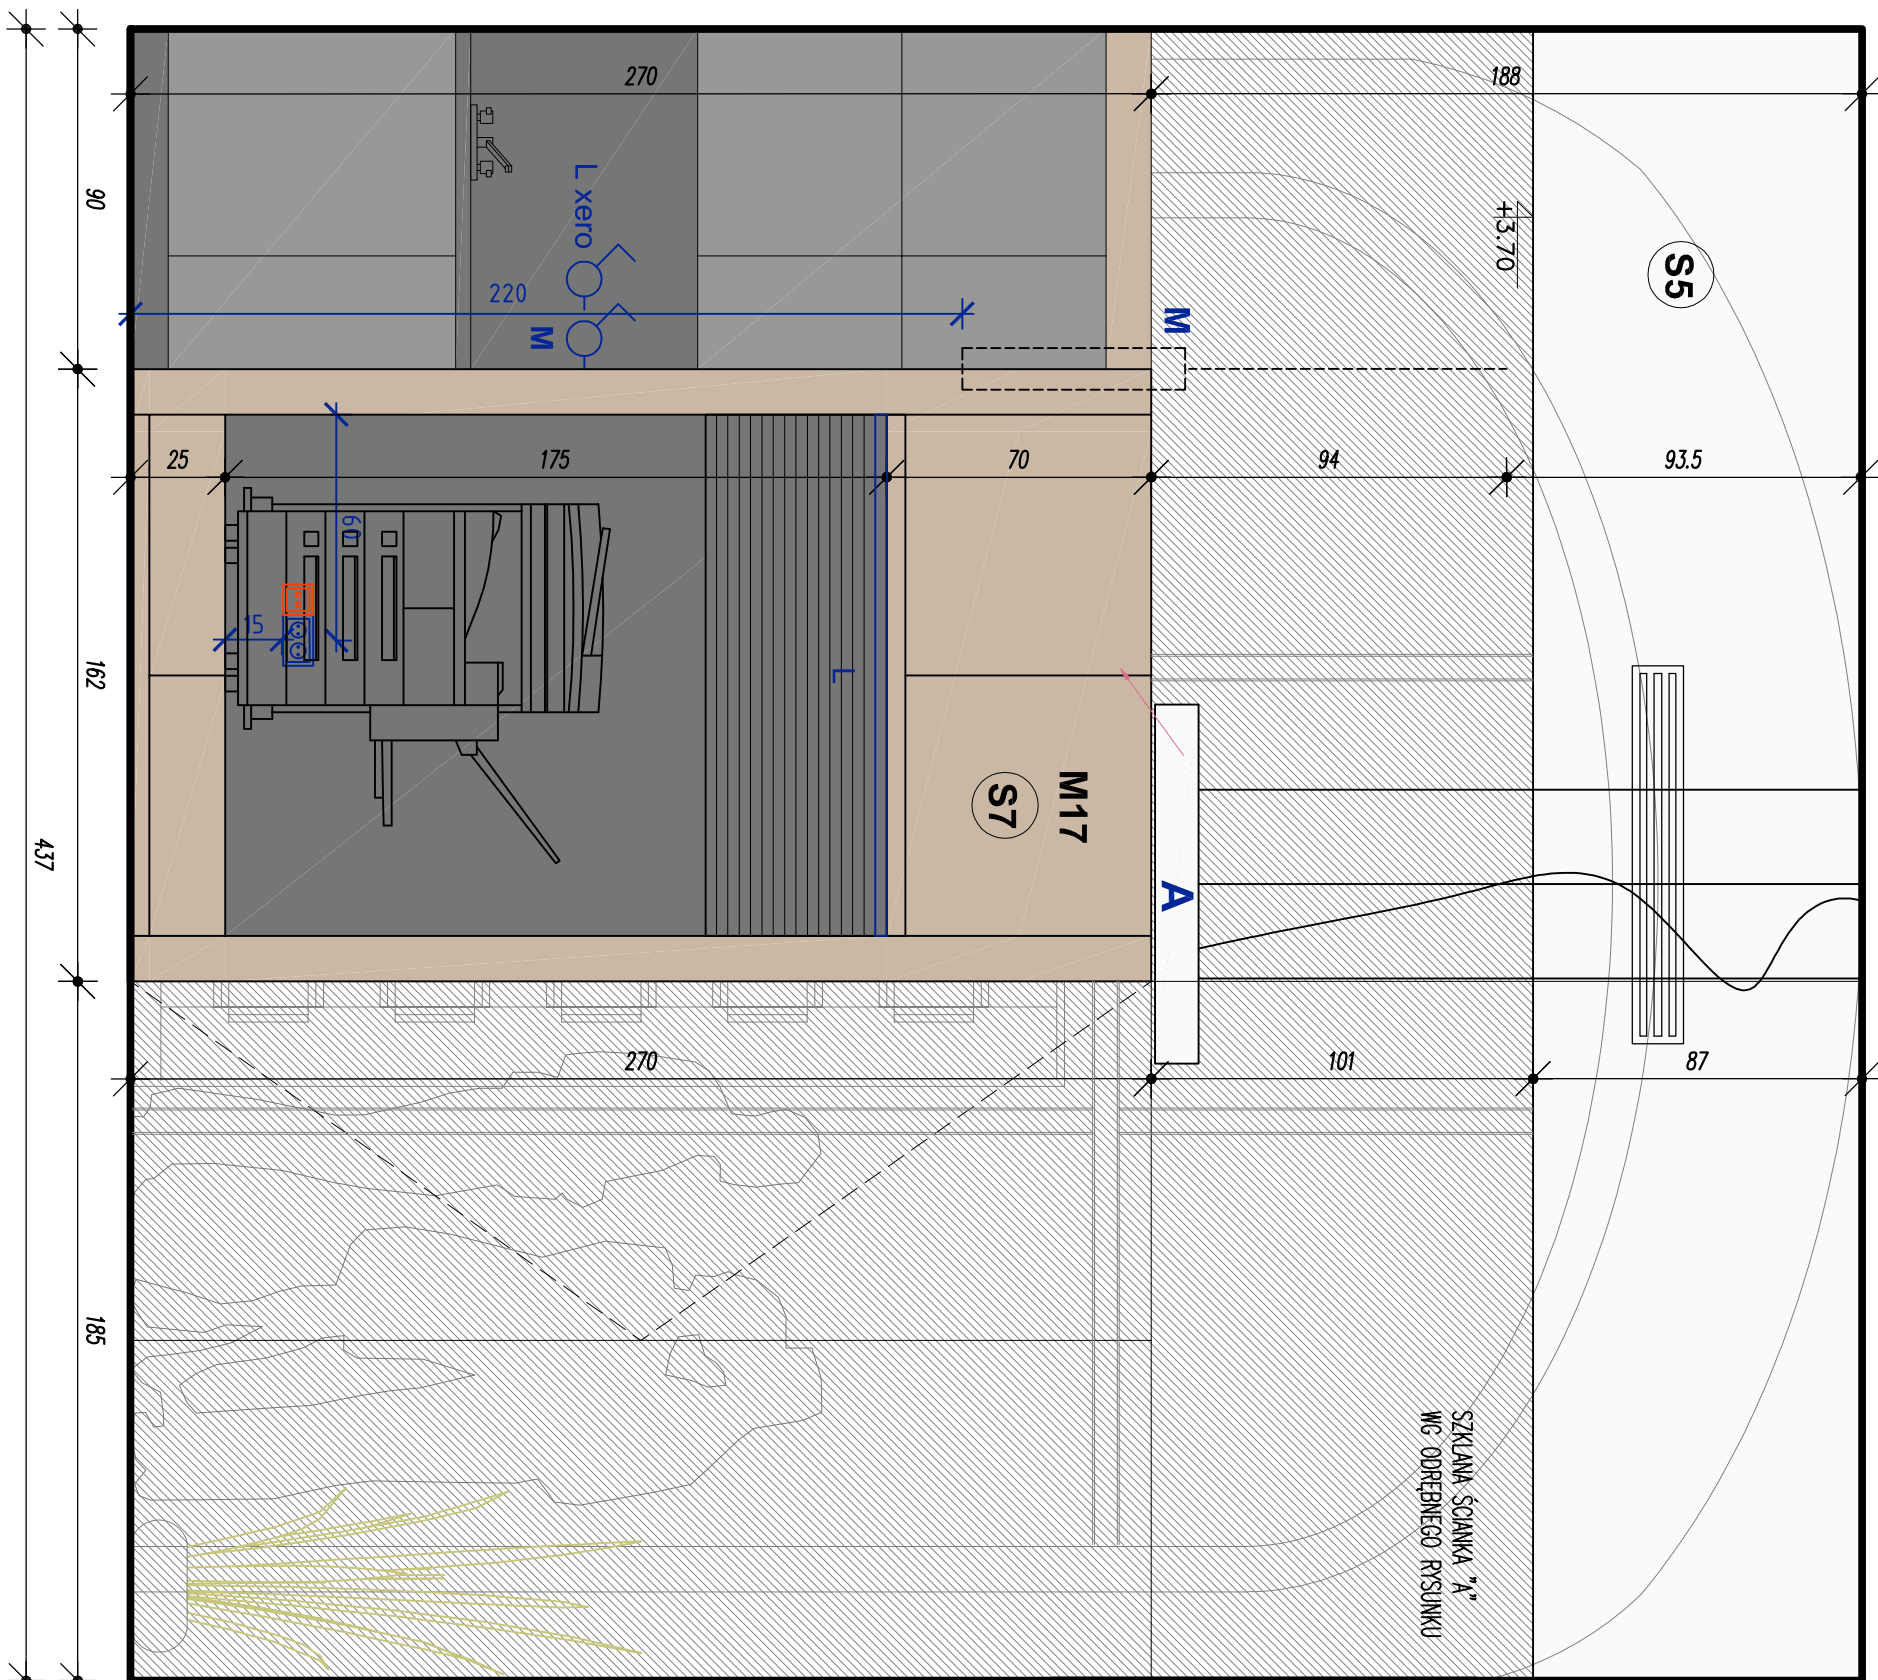 270
188
90
L xero
+3.70
S5
220
M
M
25
175
70
94
93.5
60
15
162
L
M17
S7
A
437
270
101
87
185
SZKLANA ŚCIANKA "A"
WG ODRĘBNEGO RYSUNKU